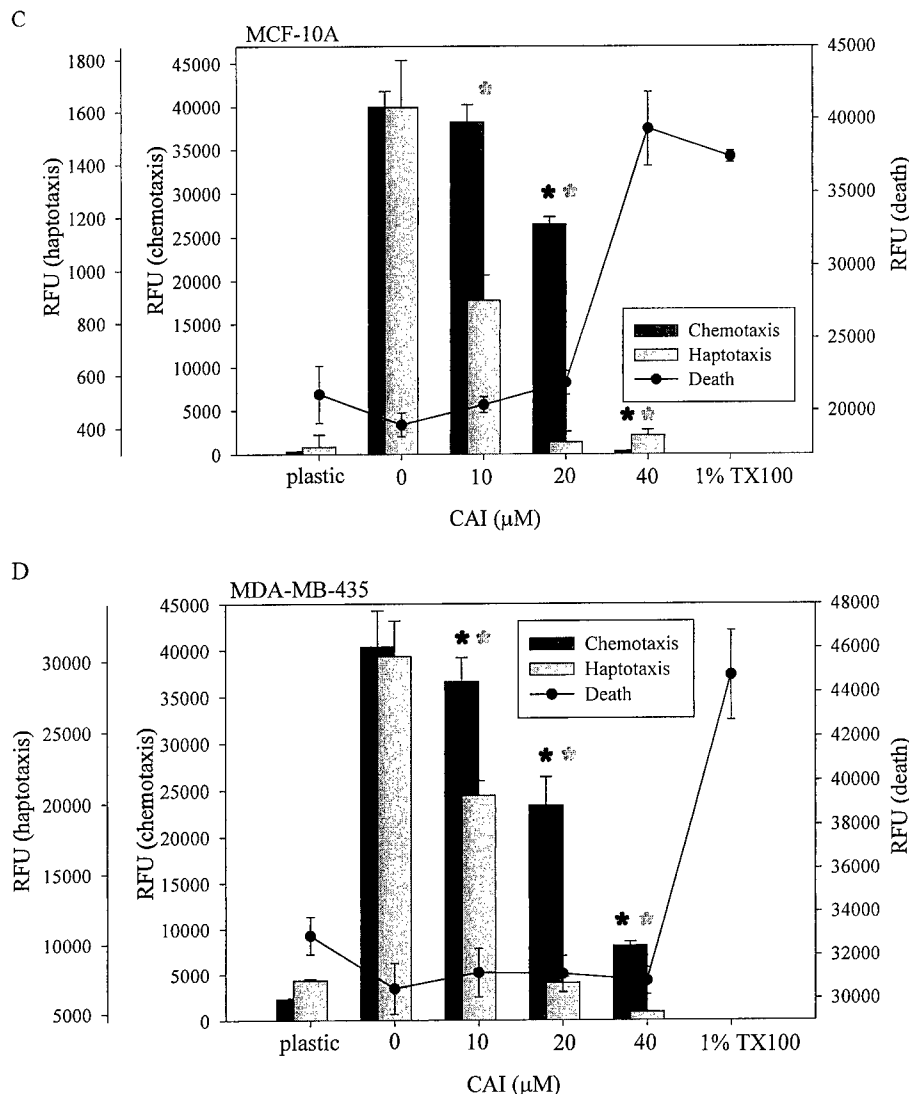 C
MCF-10A
RFU (haptotaxis)
1800
1600
1400
1200
1000
800
600
400
RFU (chemotaxis)
45000
40000
35000
30000
25000
20000
15000
10000
5000
0
RFU (death)
45000
40000
35000
30000
25000
20000
* *
* *
* *
Chemotaxis
Haptotaxis
Death
plastic 0 10 20 40 1% TX100
CAI (μM)
D
MDA-MB-435
RFU (haptotaxis)
30000
25000
20000
15000
10000
5000
RFU (chemotaxis)
45000
40000
35000
30000
25000
20000
15000
10000
5000
0
RFU (death)
48000
46000
44000
42000
40000
38000
36000
34000
32000
30000
* *
* *
* *
Chemotaxis
Haptotaxis
Death
plastic 0 10 20 40 1% TX100
CAI (μM)